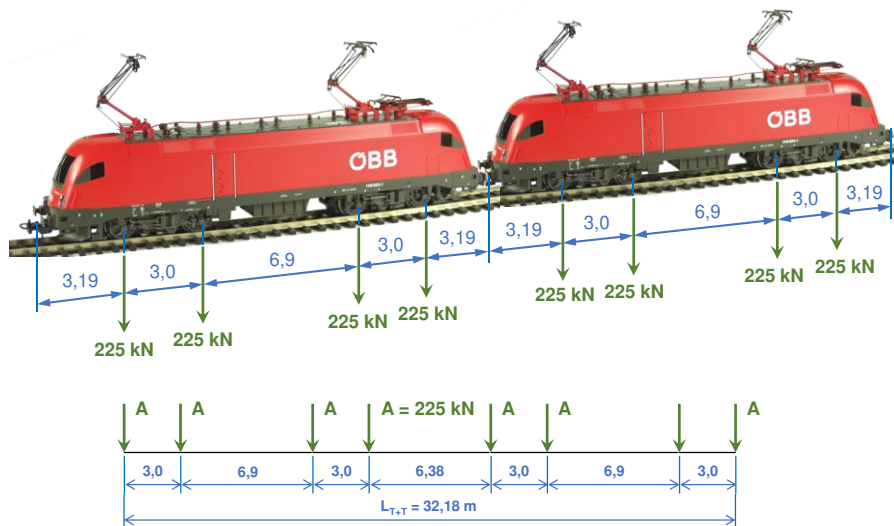 ÖBB
ÖBB
3,19
3,0
6,9
3,0
3,19
3,19
3,0
6,9
3,0
3,19
225 kN
225 kN
225 kN
225 kN
225 kN
225 kN
225 kN
225 kN
A
A
A
A = 225 kN
A
A
A
3,0
6,9
3,0
6,38
3,0
6,9
3,0
L_T+T = 32,18 m